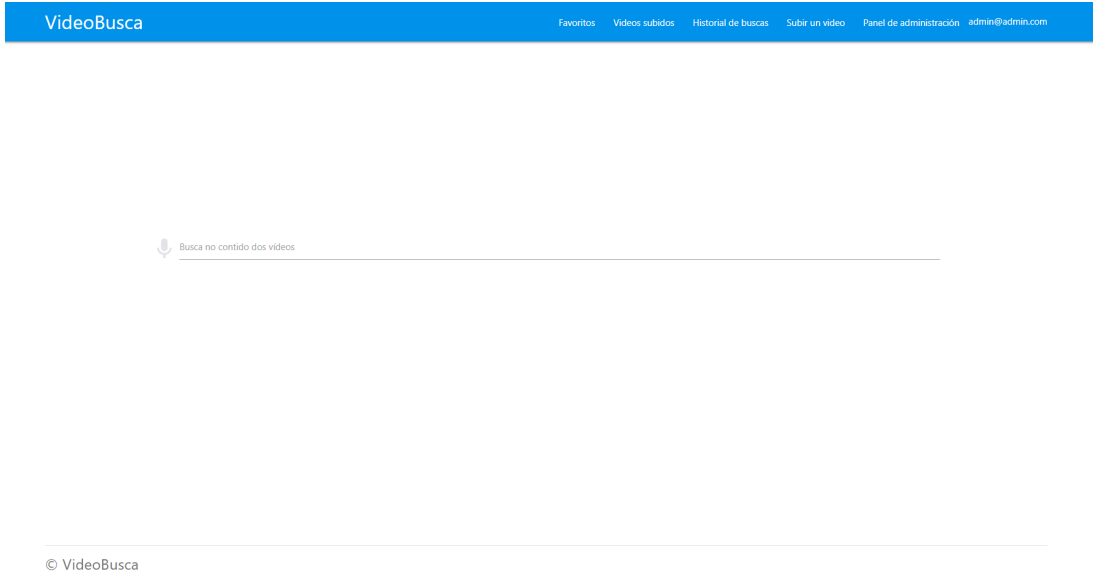 VideoBusca Favoritos Videos subidos Historial de buscas Subir un video Panel de administración admin@admin.com
Busca no contido dos vídeos
© VideoBusca